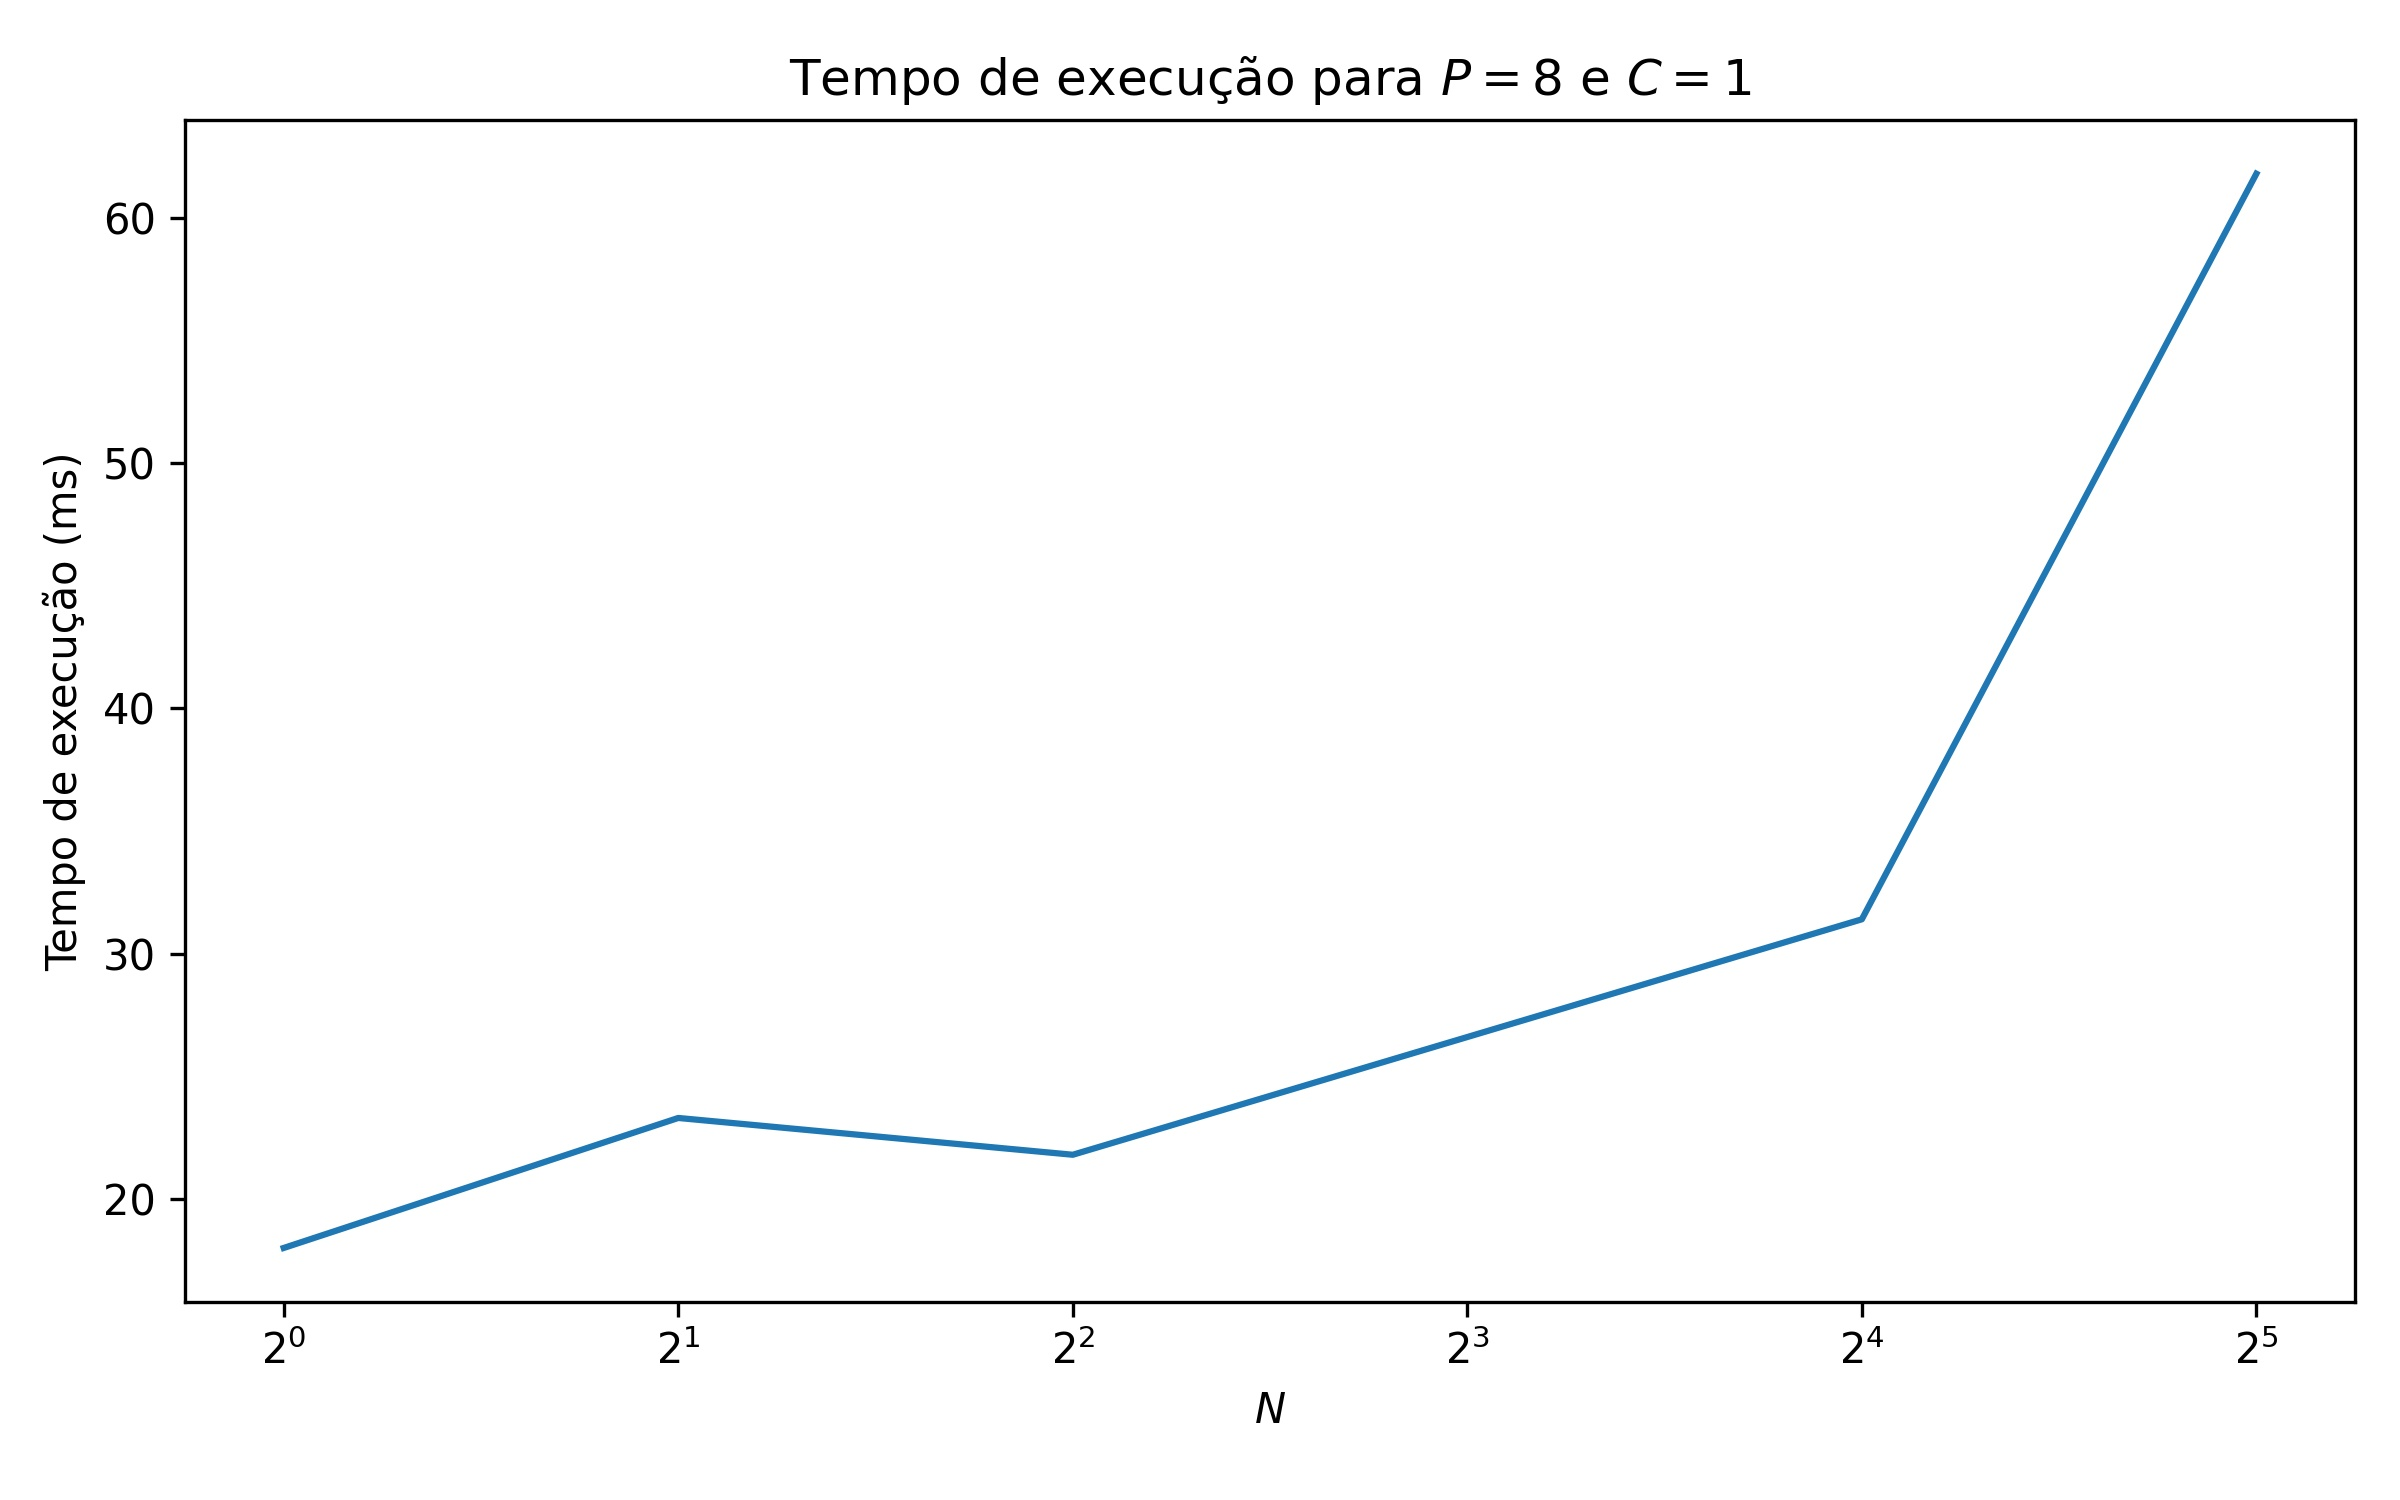 Tempo de execução para P = 8 e C = 1
Tempo de execução (ms)
60
50
40
30
20
2⁰ 2¹ 2² 2³ 2⁴ 2⁵
N